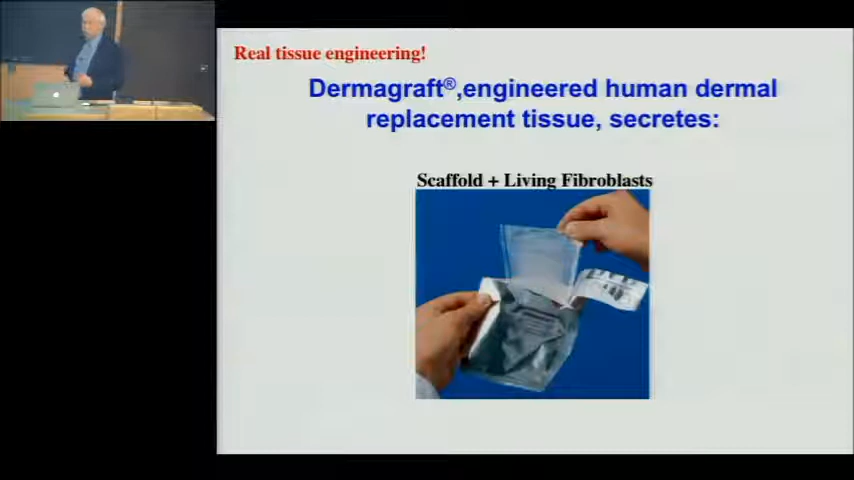 Real tissue engineering!
Dermagraft®,engineered human dermal
replacement tissue, secretes:
Scaffold + Living Fibroblasts